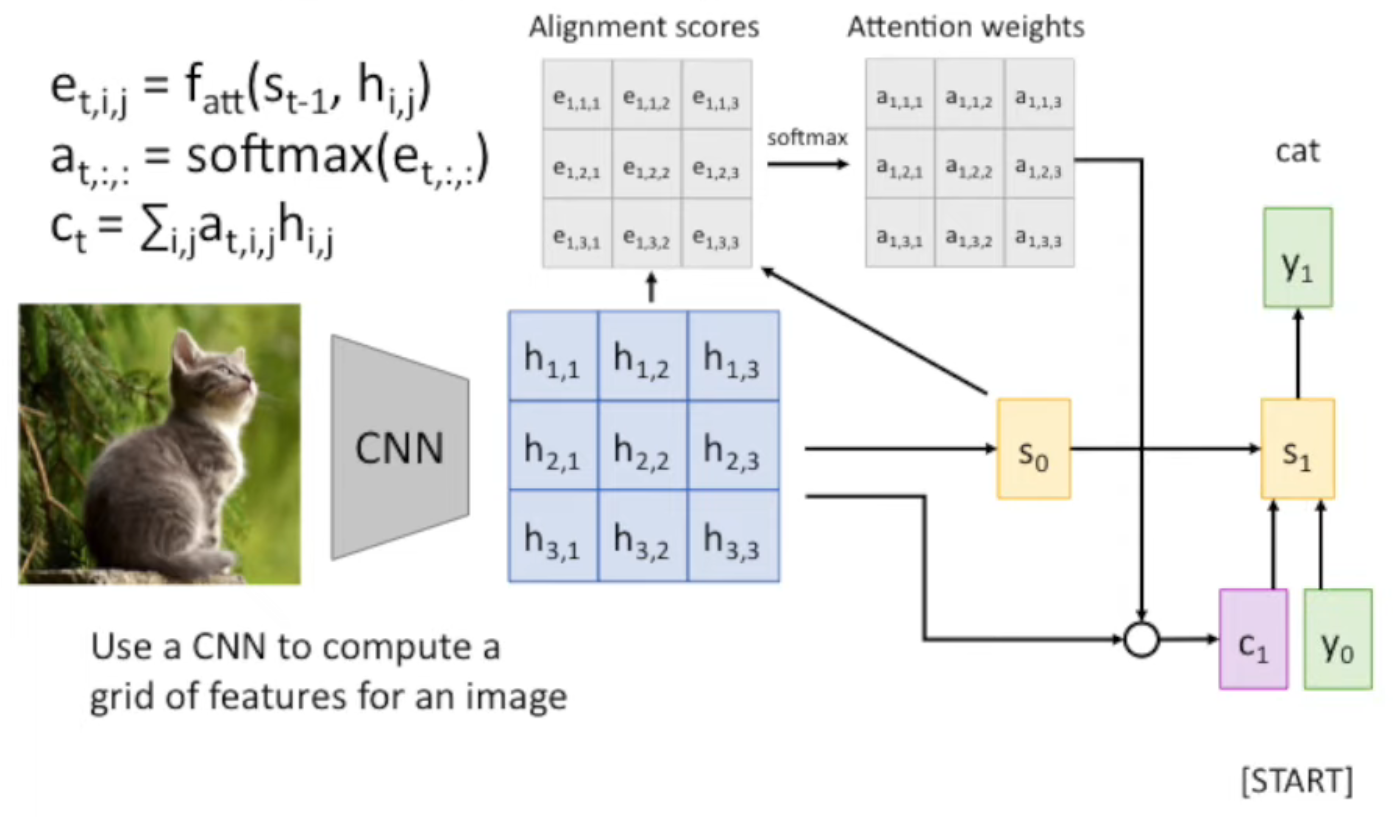 e_{t,i,j} = f_{att}(s_{t-1}, h_{i,j})
a_{t,:,:} = softmax(e_{t,:,:})
c_t = ∑_{i,j}a_{t,i,j}h_{i,j}
Alignment scores
e_{1,1,1} e_{1,1,2} e_{1,1,3}
e_{1,2,1} e_{1,2,2} e_{1,2,3}
e_{1,3,1} e_{1,3,2} e_{1,3,3}
softmax
Attention weights
a_{1,1,1} a_{1,1,2} a_{1,1,3}
a_{1,2,1} a_{1,2,2} a_{1,2,3}
a_{1,3,1} a_{1,3,2} a_{1,3,3}
cat
y_1
CNN
h_{1,1} h_{1,2} h_{1,3}
h_{2,1} h_{2,2} h_{2,3}
h_{3,1} h_{3,2} h_{3,3}
s_0
s_1
c_1
y_0
[START]
Use a CNN to compute a
grid of features for an image